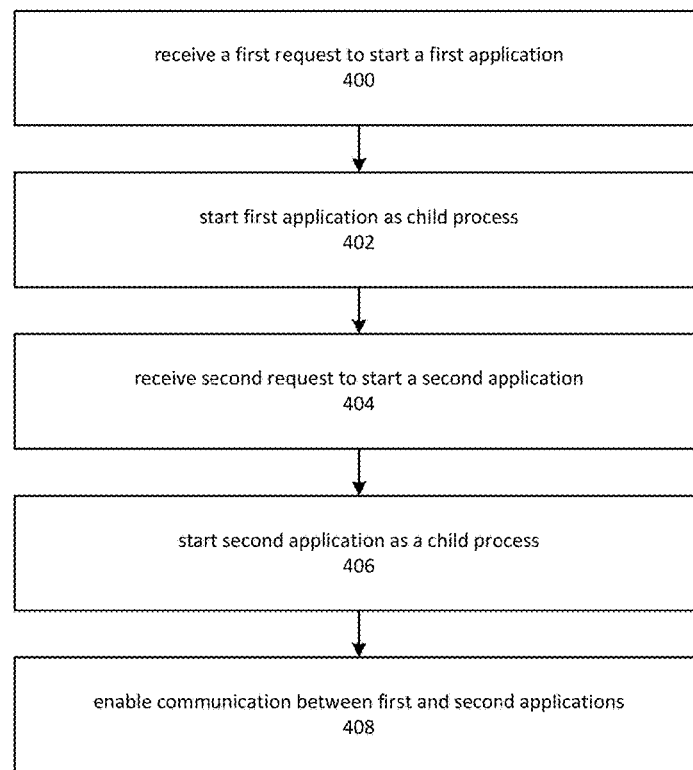 receive a first request to start a first application
400
start first application as child process
402
receive second request to start a second application
404
start second application as a child process
406
enable communication between first and second applications
408